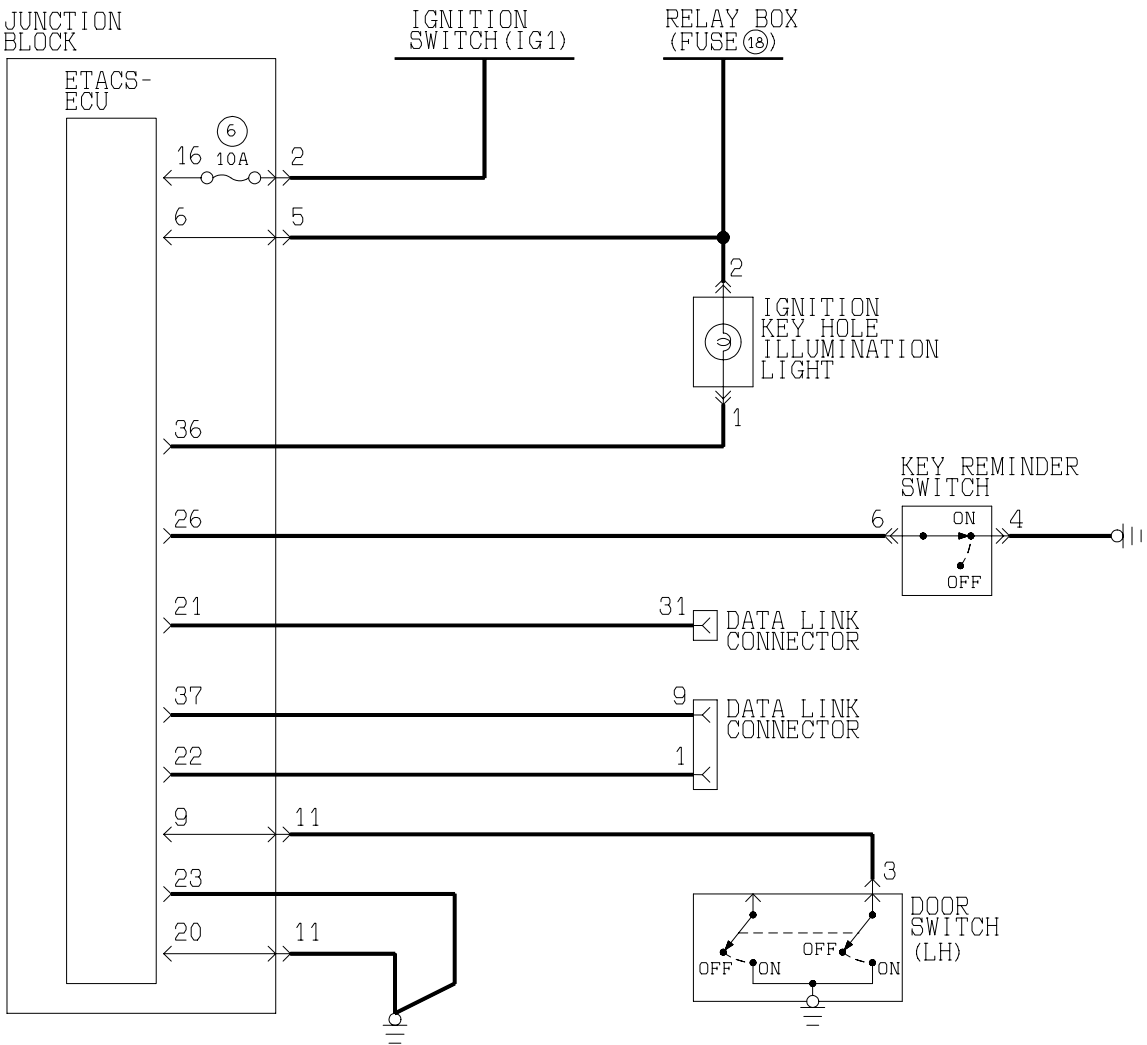 JUNCTION
BLOCK
IGNITION
SWITCH(IG1)
RELAY BOX
(FUSE⑱)
ETACS-
ECU
6
16
10A
2
6
5
2
IGNITION
KEY HOLE
ILLUMINATION
LIGHT
1
36
KEY REMINDER
SWITCH
26
6
ON
4
OFF
21
31
DATA LINK
CONNECTOR
37
9
DATA LINK
CONNECTOR
22
1
9
11
3
23
DOOR
SWITCH
(LH)
20
11
OFF
ON
OFF
ON